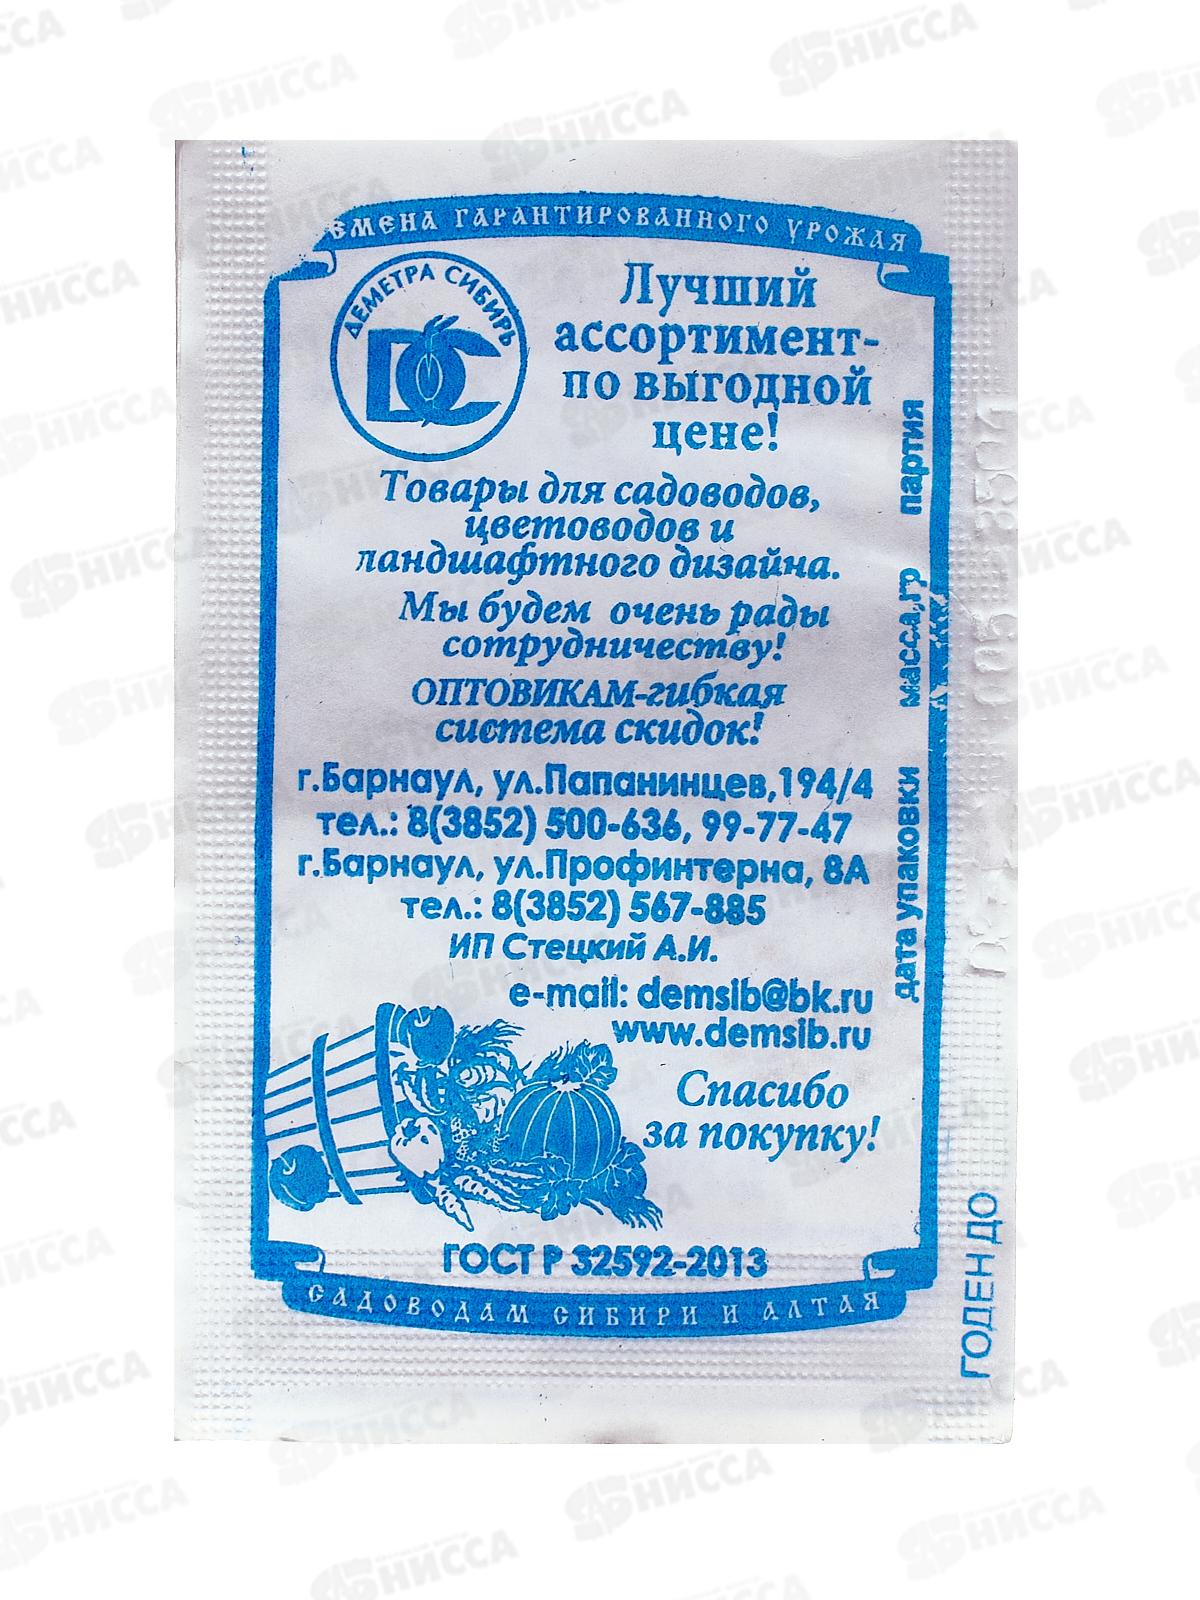 СЕМЕНА ГАРАНТИРОВАННОГО УРОЖАЯ
ДЕМЕТРА СИБИРЬ
DC
Лучший
ассортимент-
по выгодной
цене!
Товары для садоводов,
цветоводов и
ландшафтного дизайна.
Мы будем очень рады
сотрудничеству!
ОПТОВИКАМ-гибкая
система скидок!
г.Барнаул, ул.Папанинцев,194/4
тел.: 8(3852) 500-636, 99-77-47
г.Барнаул, ул.Профинтерна, 8А
тел.: 8(3852) 567-885
ИП Стецкий А.И.
e-mail: demsib@bk.ru
www.demsib.ru
Спасибо
за покупку!
ГОСТ Р 32592-2013
САДОВОДАМ СИБИРИ И АЛТАЯ
дата упаковки масса,гр партия
ГОДЕН ДО
НИССА